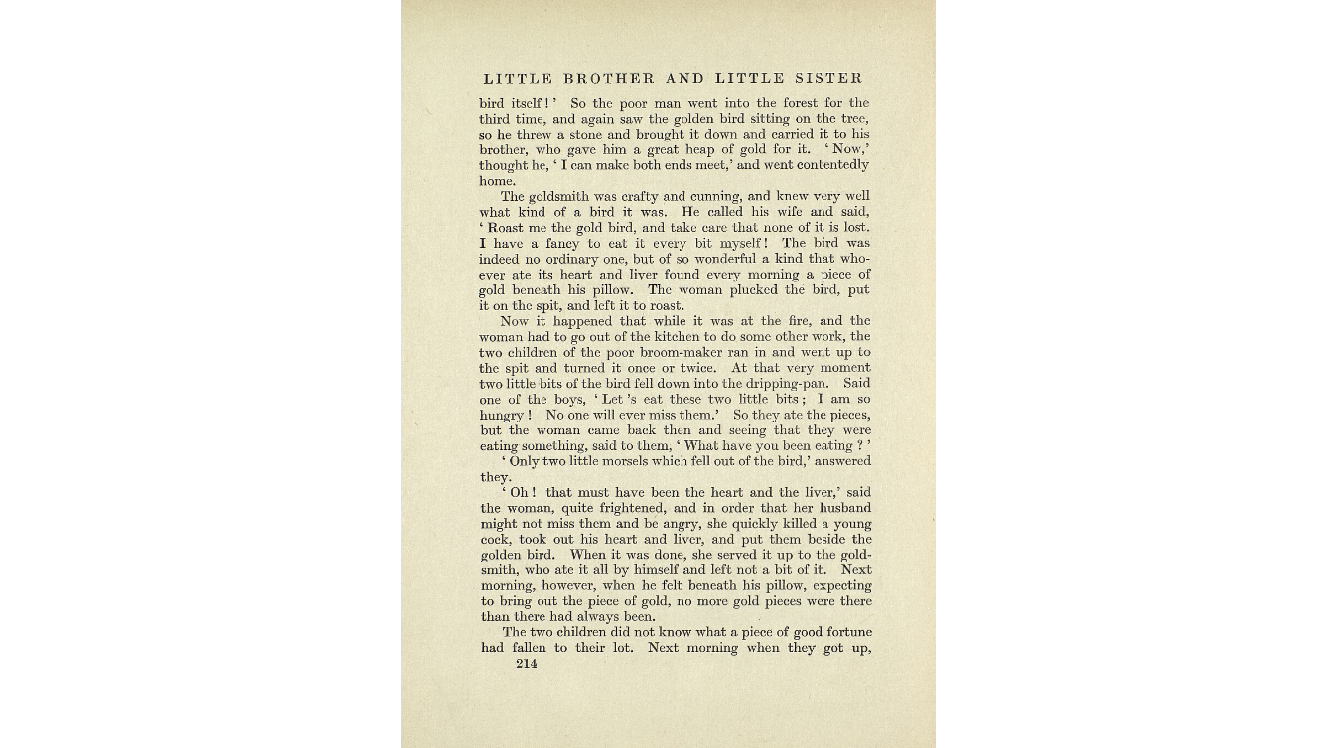 LITTLE BROTHER AND LITTLE SISTER
bird itself!’ So the poor man went into the forest for the
third time, and again saw the golden bird sitting on the tree,
so he threw a stone and brought it down and carried it to his
brother, who gave him a great heap of gold for it. ‘Now,’
thought he, ‘I can make both ends meet,’ and went contentedly
home.
The goldsmith was crafty and cunning, and knew very well
what kind of a bird it was. He called his wife and said,
‘Roast me the gold bird, and take care that none of it is lost.
I have a fancy to eat it every bit myself! The bird was
indeed no ordinary one, but of so wonderful a kind that who-
ever ate its heart and liver found every morning a piece of
gold beneath his pillow. The woman plucked the bird, put
it on the spit, and left it to roast.
Now it happened that while it was at the fire, and the
woman had to go out of the kitchen to do some other work, the
two children of the poor broom-maker ran in and went up to
the spit and turned it once or twice. At that very moment
two little bits of the bird fell down into the dripping-pan. Said
one of the boys, ‘Let’s eat these two little bits; I am so
hungry! No one will ever miss them.’ So they ate the pieces,
but the woman came back then and seeing that they were
eating something, said to them, ‘What have you been eating?’
‘Only two little morsels which fell out of the bird,’ answered
they.
‘Oh! that must have been the heart and the liver,’ said
the woman, quite frightened, and in order that her husband
might not miss them and be angry, she quickly killed a young
cock, took out his heart and liver, and put them beside the
golden bird. When it was done, she served it up to the gold-
smith, who ate it all by himself and left not a bit of it. Next
morning, however, when he felt beneath his pillow, expecting
to bring out the piece of gold, no more gold pieces were there
than there had always been.
The two children did not know what a piece of good fortune
had fallen to their lot. Next morning when they got up,
214